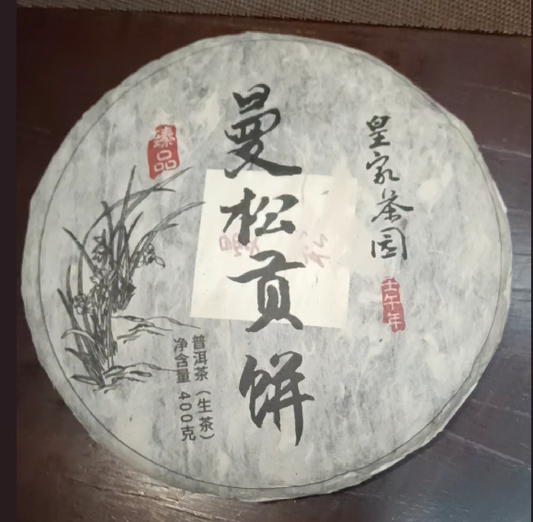 皇家茶园
壬午年
曼松贡饼
臻品
普洱茶（生茶）
净含量 400克